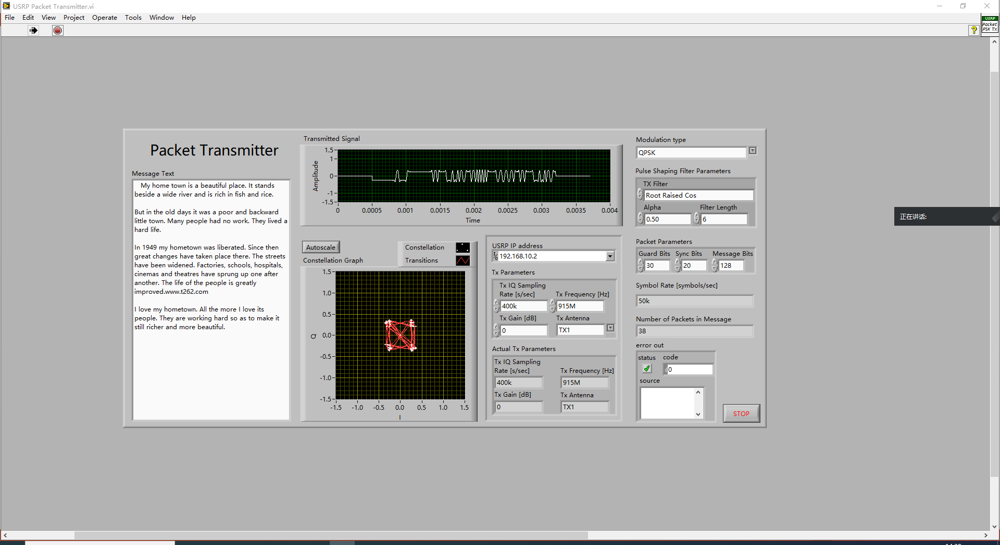 USRP Packet Transmitter.vi
File Edit View Project Operate Tools Window Help
?
USRP
Packet
PSK TX
Packet Transmitter
Message Text
My home town is a beautiful place. It stands
beside a wide river and is rich in fish and rice.
But in the old days it was a poor and backward
little town. Many people had no work. They lived a
hard life.
In 1949 my hometown was liberated. Since then
great changes have taken place there. The streets
have been widened. Factories, schools, hospitals,
cinemas and theatres have sprung up one after
another. The life of the people is greatly
improved.www.t262.com
I love my hometown. All the more I love its
people. They are working hard so as to make it
still richer and more beautiful.
Transmitted Signal
Amplitude
1.5
1
0
-1
-1.5
0 0.0005 0.001 0.0015 0.002 0.0025 0.003 0.0035 0.004
Time
Autoscale
Constellation Graph
Constellation
Transitions
Q
1.5
1.0
0.5
0.0
-0.5
-1.0
-1.5
-1.5 -1.0 -0.5 0.0 0.5 1.0 1.5
I
USRP IP address
192.168.10.2
Tx Parameters
Tx IQ Sampling
Rate [s/sec] Tx Frequency [Hz]
400k 915M
Tx Gain [dB] Tx Antenna
0 TX1
Actual Tx Parameters
Tx IQ Sampling
Rate [s/sec] Tx Frequency [Hz]
400k 915M
Tx Gain [dB] Tx Antenna
0 TX1
Modulation type
QPSK
Pulse Shaping Filter Parameters
TX Filter
Root Raised Cos
Alpha Filter Length
0.50 6
Packet Parameters
Guard Bits Sync Bits Message Bits
30 20 128
Symbol Rate [symbols/sec]
50k
Number of Packets in Message
38
error out
status code
0
source
STOP
正在讲话: